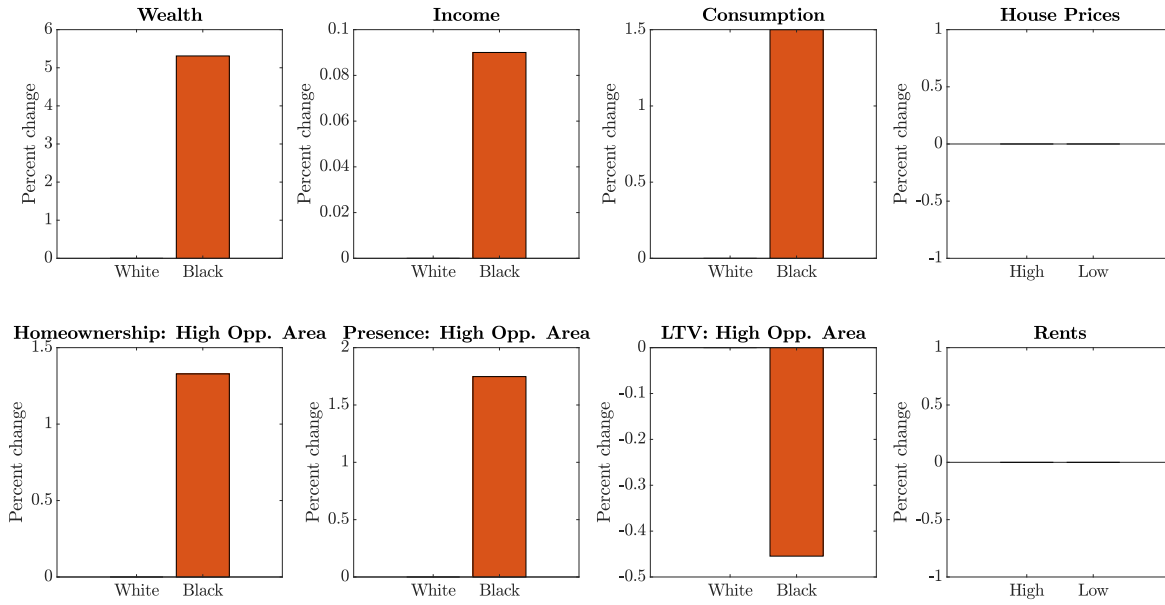 Wealth
Percent change
6
5
4
3
2
1
0
White Black
Income
Percent change
0.1
0.08
0.06
0.04
0.02
0
White Black
Consumption
Percent change
1.5
1
0.5
0
White Black
House Prices
Percent change
1
0.5
0
-0.5
-1
High Low
Homeownership: High Opp. Area
Percent change
1.5
1
0.5
0
White Black
Presence: High Opp. Area
Percent change
2
1.5
1
0.5
0
White Black
LTV: High Opp. Area
Percent change
0
-0.1
-0.2
-0.3
-0.4
-0.5
White Black
Rents
Percent change
1
0.5
0
-0.5
-1
High Low